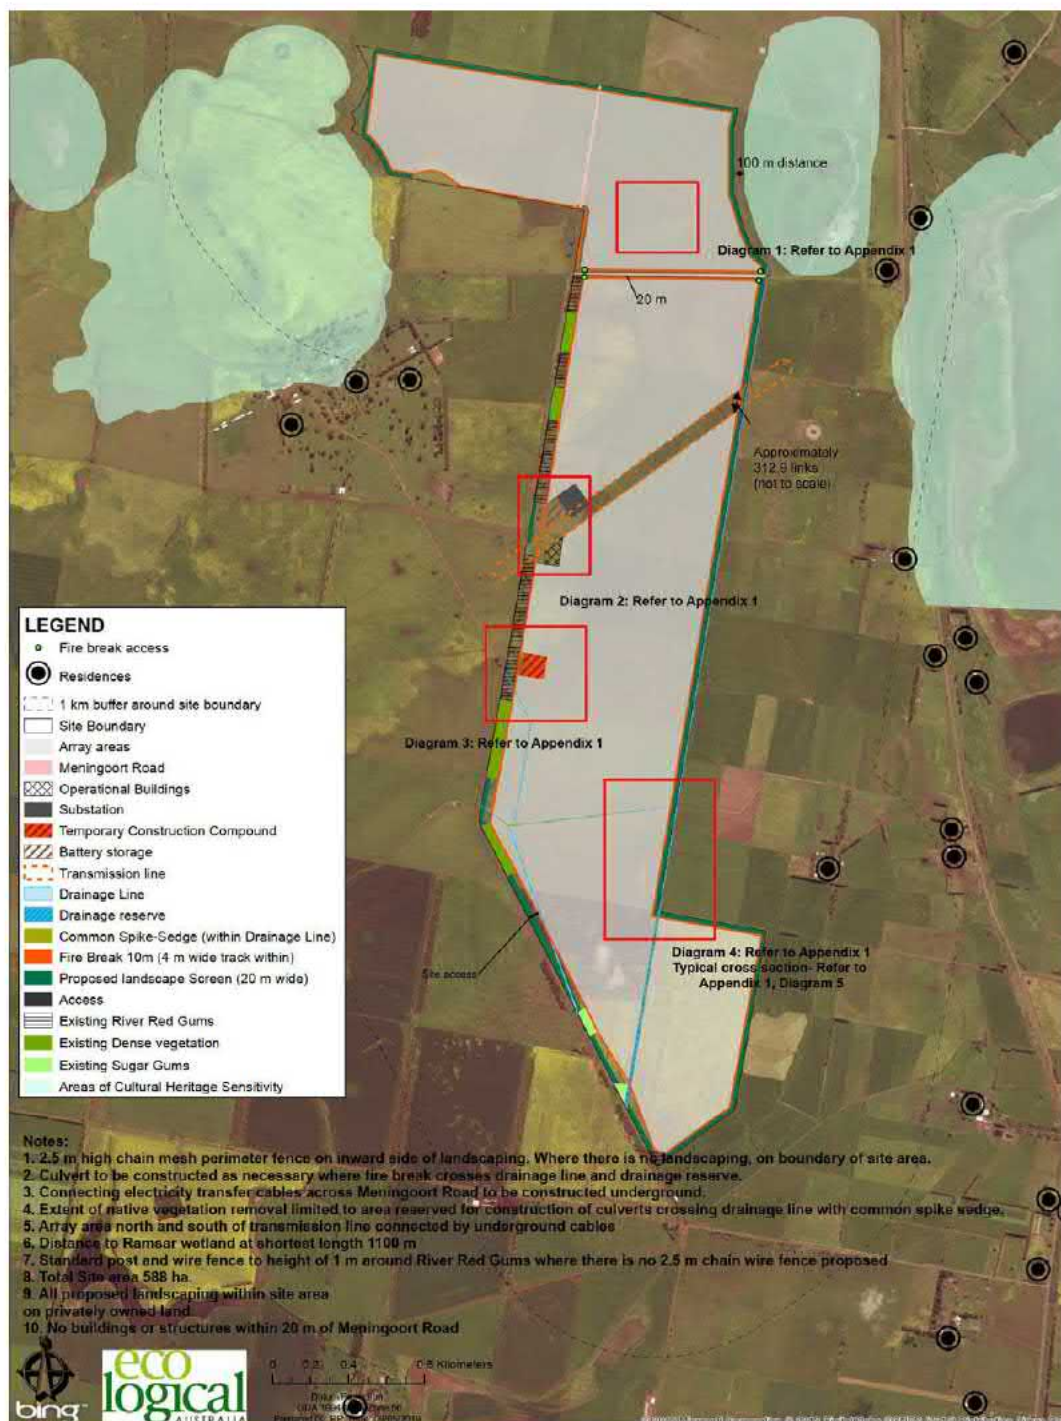 100 m distance
Diagram 1: Refer to Appendix 1
20 m
Approximately
312.9 links
(not to scale)
Diagram 2: Refer to Appendix 1
Diagram 3: Refer to Appendix 1
Diagram 4: Refer to Appendix 1
Typical cross section- Refer to
Appendix 1, Diagram 5
Site access
LEGEND
Fire break access
Residences
1 km buffer around site boundary
Site Boundary
Array areas
Meningoort Road
Operational Buildings
Substation
Temporary Construction Compound
Battery storage
Transmission line
Drainage Line
Drainage reserve
Common Spike-Sedge (within Drainage Line)
Fire Break 10m (4 m wide track within)
Proposed landscape Screen (20 m wide)
Access
Existing River Red Gums
Existing Dense vegetation
Existing Sugar Gums
Areas of Cultural Heritage Sensitivity
Notes:
1. 2.5 m high chain mesh perimeter fence on inward side of landscaping. Where there is no landscaping, on boundary of site area.
2. Culvert to be constructed as necessary where fire break crosses drainage line and drainage reserve.
3. Connecting electricity transfer cables across Meningoort Road to be constructed underground.
4. Extent of native vegetation removal limited to area reserved for construction of culverts crossing drainage line with common spike sedge.
5. Array area north and south of transmission line connected by underground cables
6. Distance to Ramsar wetland at shortest length 1100 m
7. Standard post and wire fence to height of 1 m around River Red Gums where there is no 2.5 m chain wire fence proposed
8. Total Site area 588 ha.
9. All proposed landscaping within site area
on privately owned land
10. No buildings or structures within 20 m of Meningoort Road
bing
eco
logical
AUSTRALIA
0 0.2 0.4 0.8 Kilometers